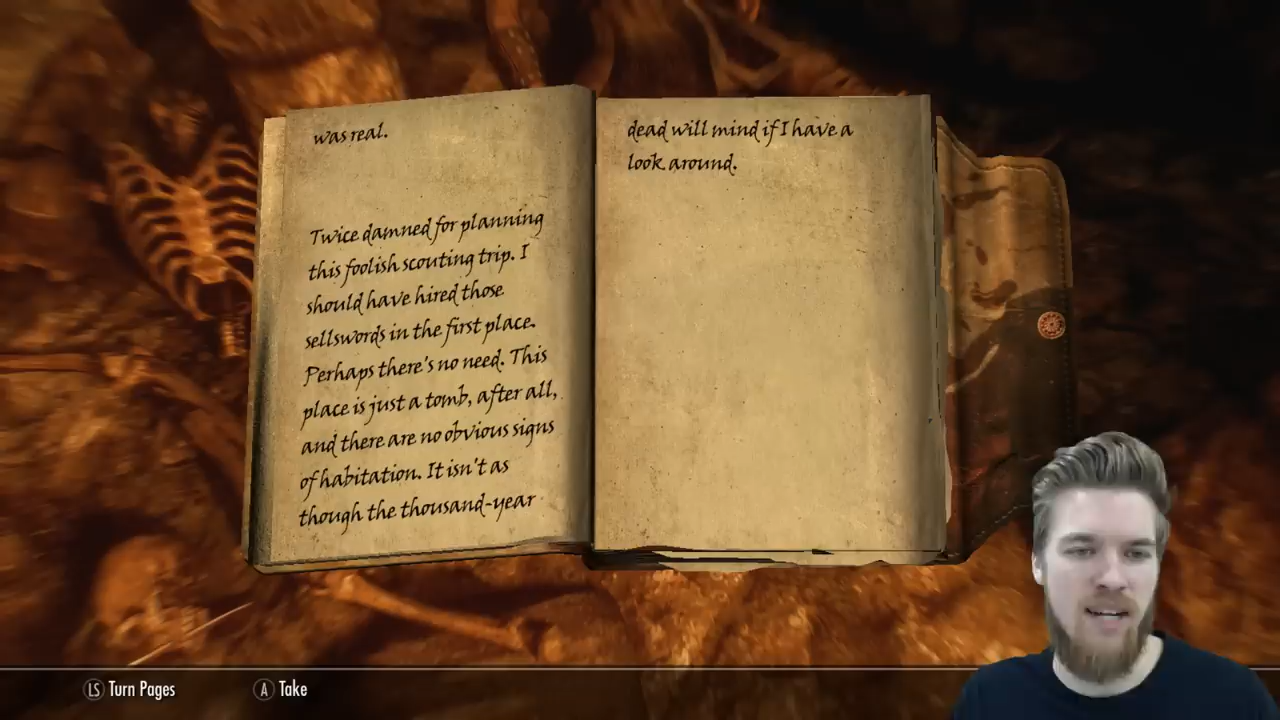 was real.
Twice damned for planning
this foolish scouting trip. I
should have hired those
sellswords in the first place.
Perhaps there's no need. This
place is just a tomb, after all,
and there are no obvious signs
of habitation. It isn't as
though the thousand-year
dead will mind if I have a
look around.
LS Turn Pages
A Take